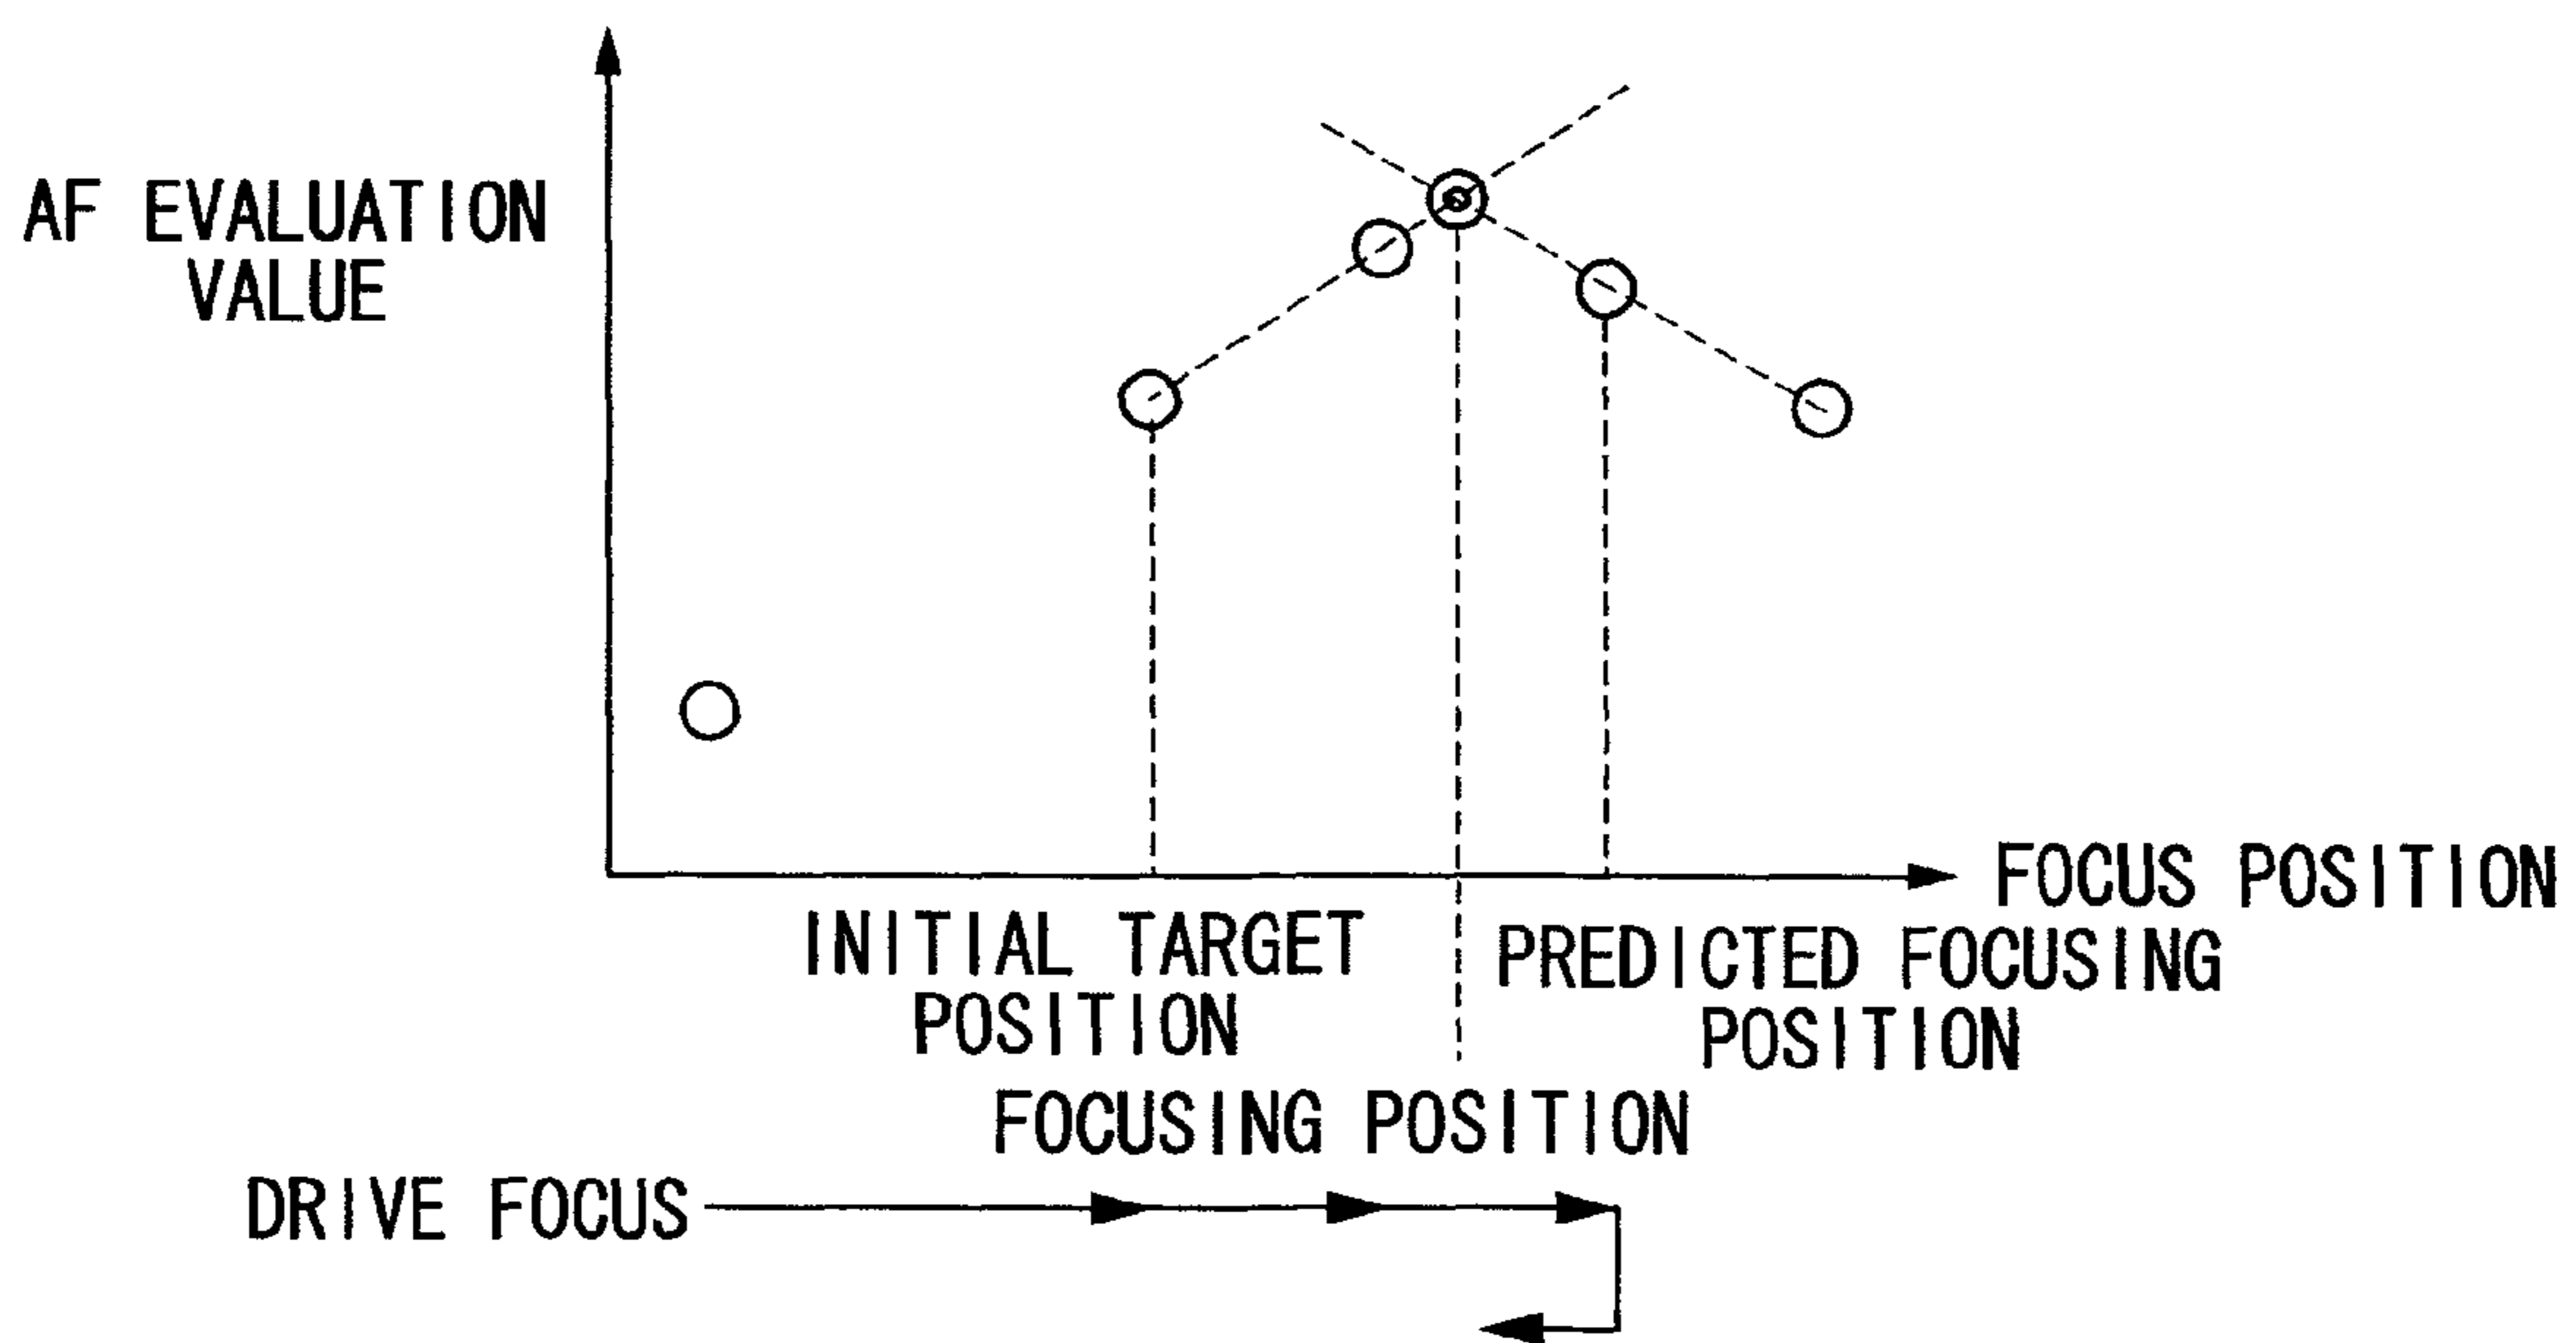 AF EVALUATION
VALUE
FOCUS POSITION
INITIAL TARGET
POSITION
PREDICTED FOCUSING
POSITION
FOCUSING POSITION
DRIVE FOCUS